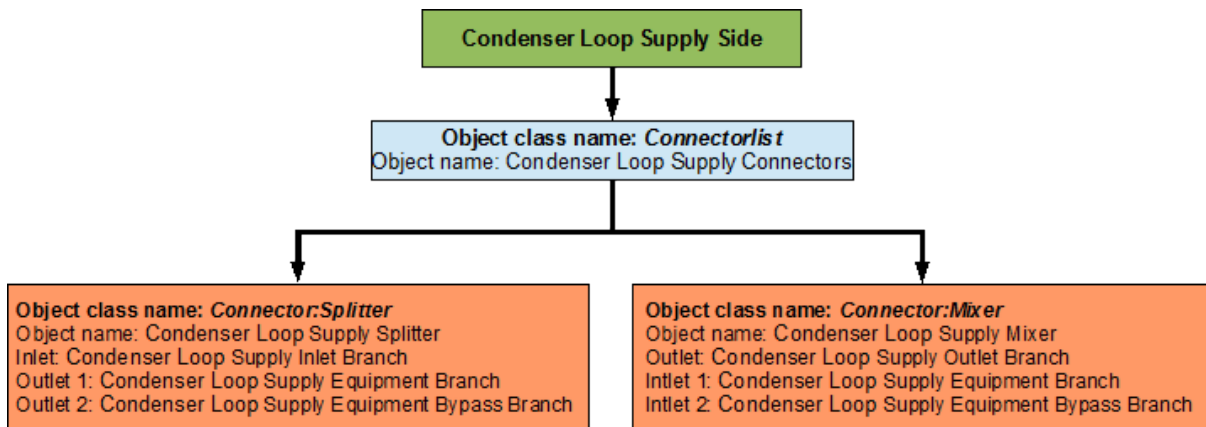 Condenser Loop Supply Side
Object class name: Connectorlist
Object name: Condenser Loop Supply Connectors
Object class name: Connector:Splitter
Object name: Condenser Loop Supply Splitter
Inlet: Condenser Loop Supply Inlet Branch
Outlet 1: Condenser Loop Supply Equipment Branch
Outlet 2: Condenser Loop Supply Equipment Bypass Branch
Object class name: Connector:Mixer
Object name: Condenser Loop Supply Mixer
Outlet: Condenser Loop Supply Outlet Branch
Intlet 1: Condenser Loop Supply Equipment Branch
Intlet 2: Condenser Loop Supply Equipment Bypass Branch